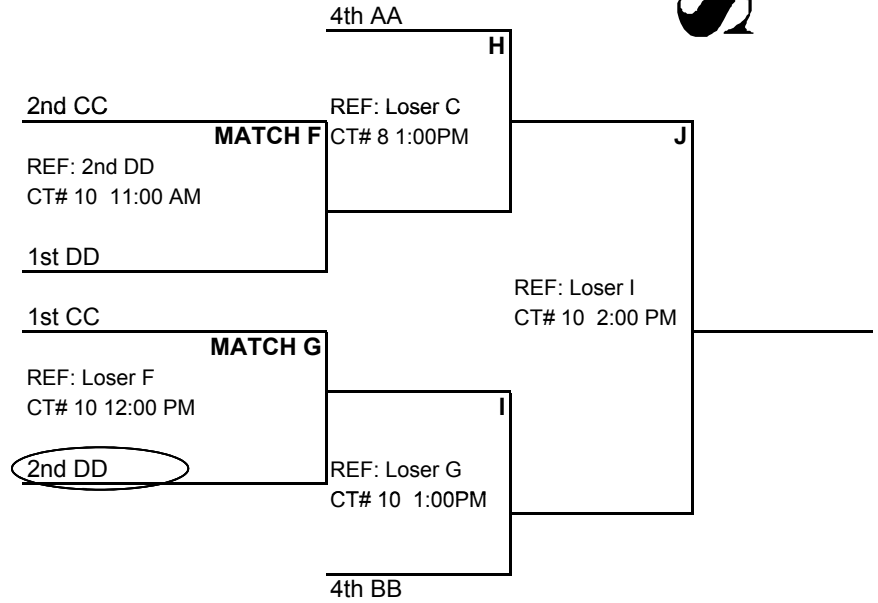 4th AA
H
2nd CC
REF: Loser C
MATCH F
CT# 8 1:00PM
J
REF: 2nd DD
CT# 10 11:00 AM
1st DD
REF: Loser I
1st CC
CT# 10 2:00 PM
MATCH G
REF: Loser F
CT# 10 12:00 PM
I
2nd DD
REF: Loser G
CT# 10 1:00PM
4th BB